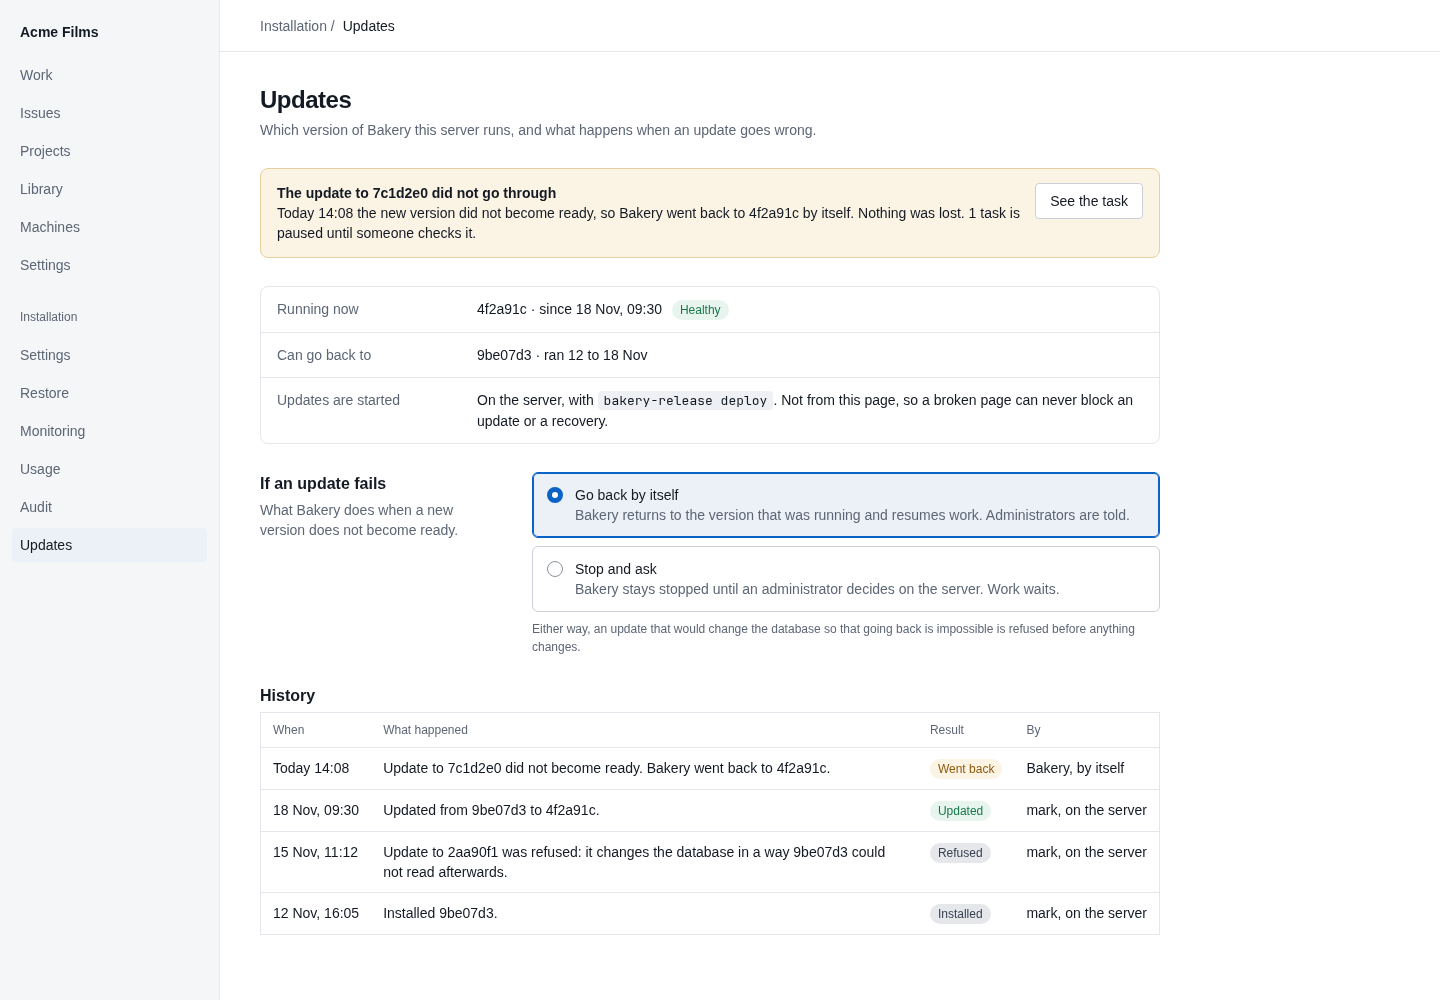 Acme Films
Work
Issues
Projects
Library
Machines
Settings
Installation
Settings
Restore
Monitoring
Usage
Audit
Updates
Installation / Updates
Updates
Which version of Bakery this server runs, and what happens when an update goes wrong.
The update to 7c1d2e0 did not go through
Today 14:08 the new version did not become ready, so Bakery went back to 4f2a91c by itself. Nothing was lost. 1 task is
paused until someone checks it.
See the task
Running now
4f2a91c · since 18 Nov, 09:30 Healthy
Can go back to
9be07d3 · ran 12 to 18 Nov
Updates are started
On the server, with bakery-release deploy. Not from this page, so a broken page can never block an
update or a recovery.
If an update fails
What Bakery does when a new
version does not become ready.
Go back by itself
Bakery returns to the version that was running and resumes work. Administrators are told.
Stop and ask
Bakery stays stopped until an administrator decides on the server. Work waits.
Either way, an update that would change the database so that going back is impossible is refused before anything
changes.
History
When What happened Result By
Today 14:08 Update to 7c1d2e0 did not become ready. Bakery went back to 4f2a91c. Went back Bakery, by itself
18 Nov, 09:30 Updated from 9be07d3 to 4f2a91c. Updated mark, on the server
15 Nov, 11:12 Update to 2aa90f1 was refused: it changes the database in a way 9be07d3 could Refused mark, on the server
not read afterwards.
12 Nov, 16:05 Installed 9be07d3. Installed mark, on the server